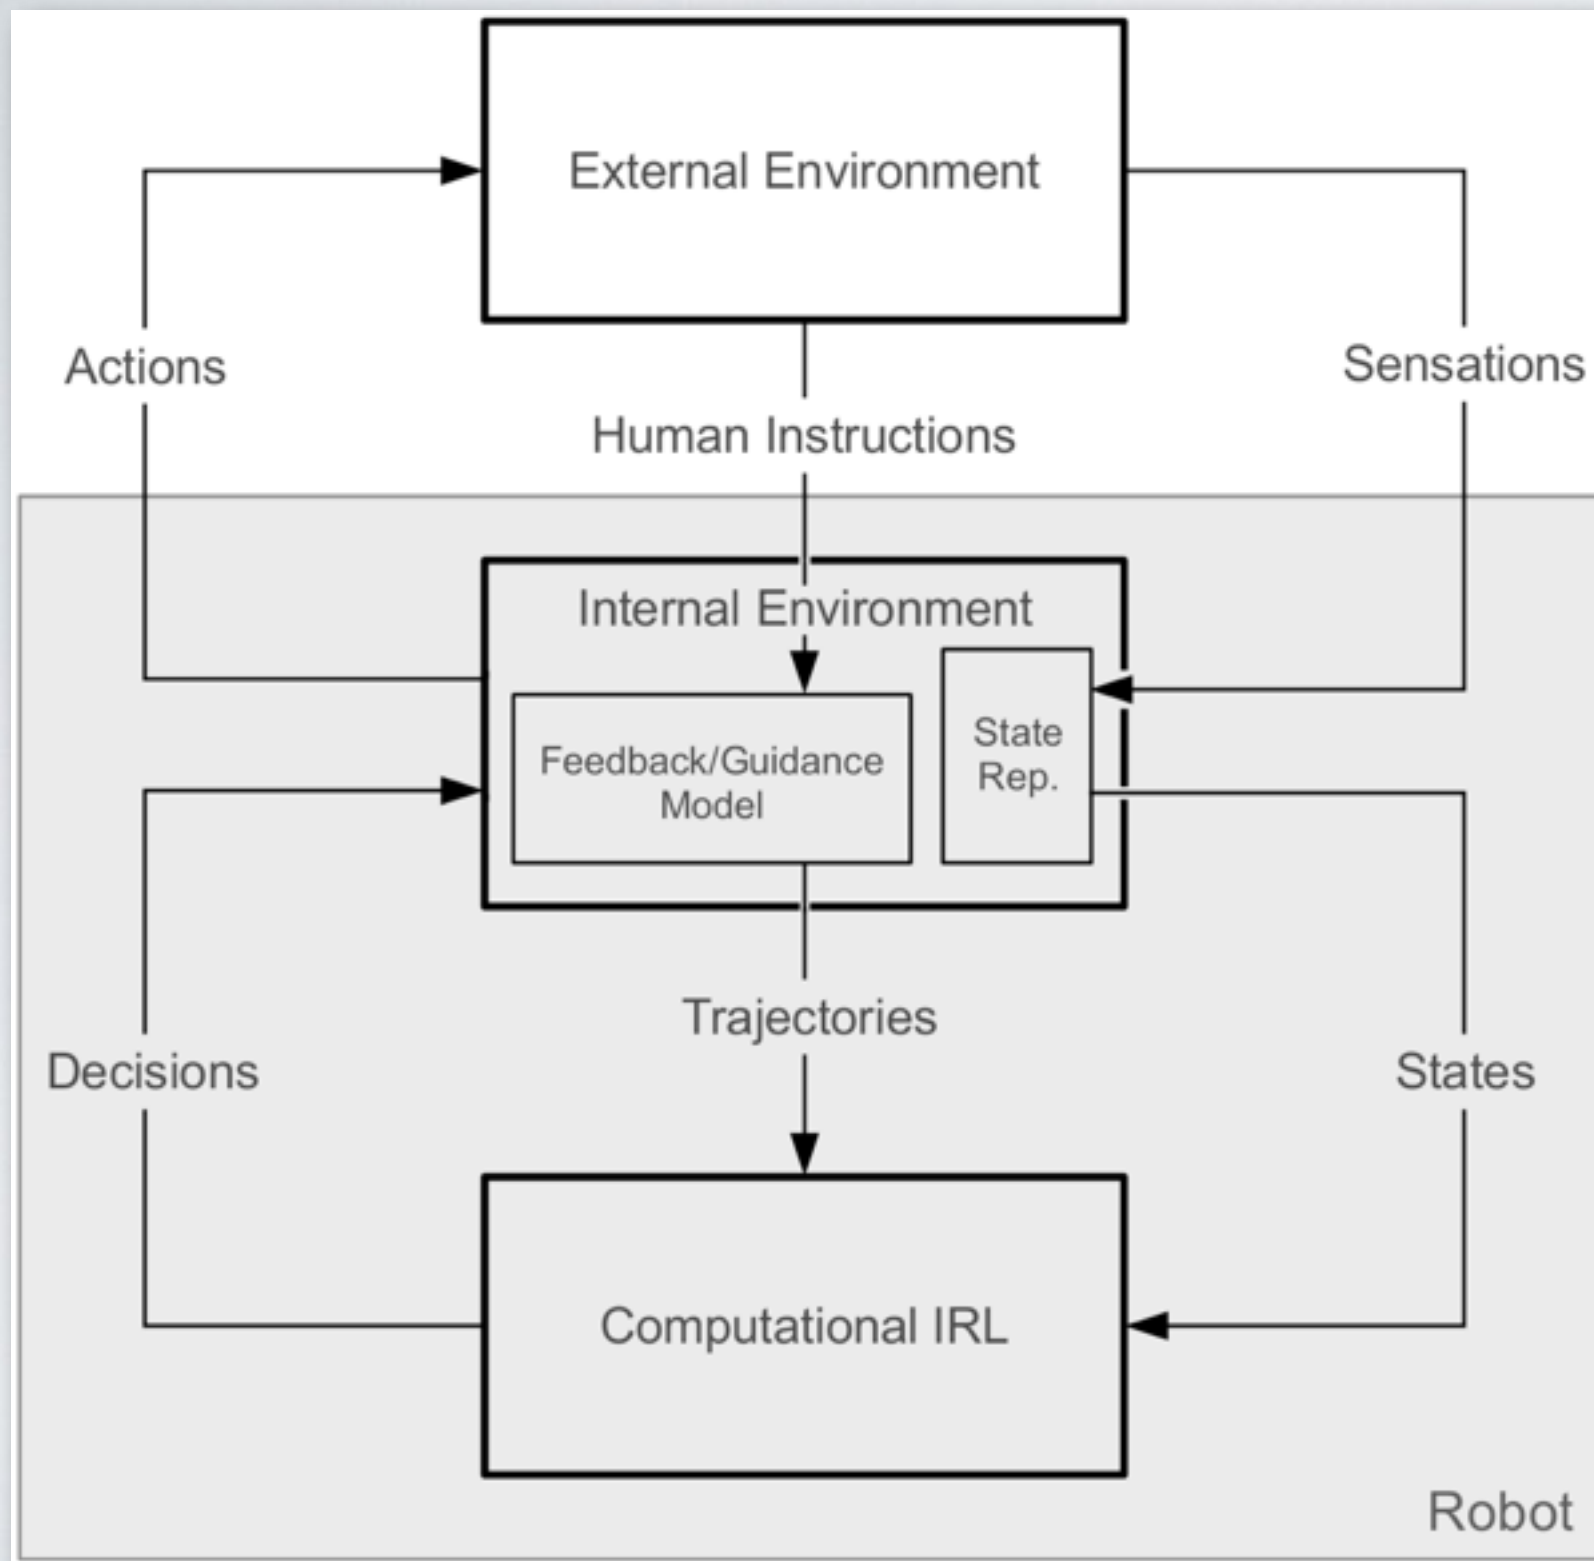 External Environment
Actions
Sensations
Human Instructions
Internal Environment
State
Rep.
Feedback/Guidance
Model
Trajectories
Decisions
States
Computational IRL
Robot